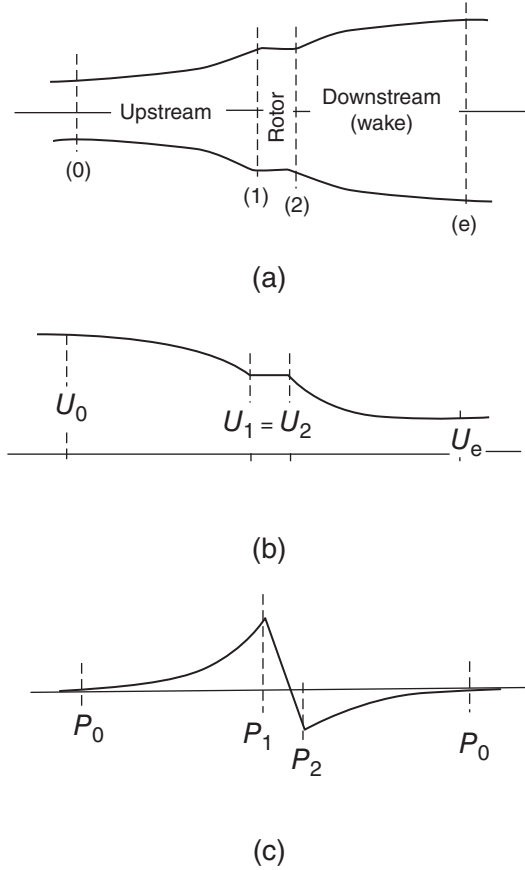 Upstream
Rotor
Downstream
(wake)
(0)
(1)
(2)
(e)
(a)
U0
U1 = U2
Ue
(b)
P0
P1
P2
P0
(c)